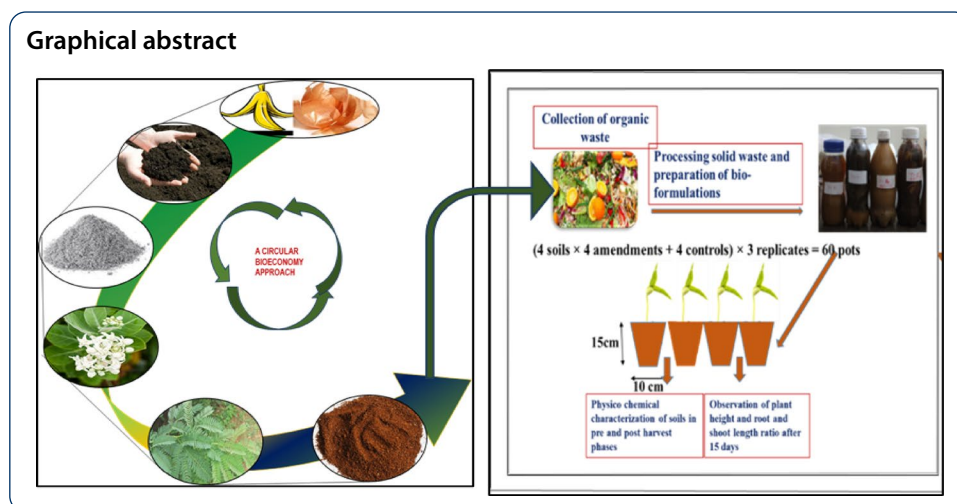 Graphical abstract
A CIRCULAR
BIOECONOMY
APPROACH
Collection of organic
waste
Processing solid waste and
preparation of bio-
formulations
(4 soils × 4 amendments + 4 controls) × 3 replicates = 60 pots
15cm
10 cm
Physico chemical
characterization of soils in
pre and post harvest
phases
Observation of plant
height and root and
shoot length ratio after
15 days